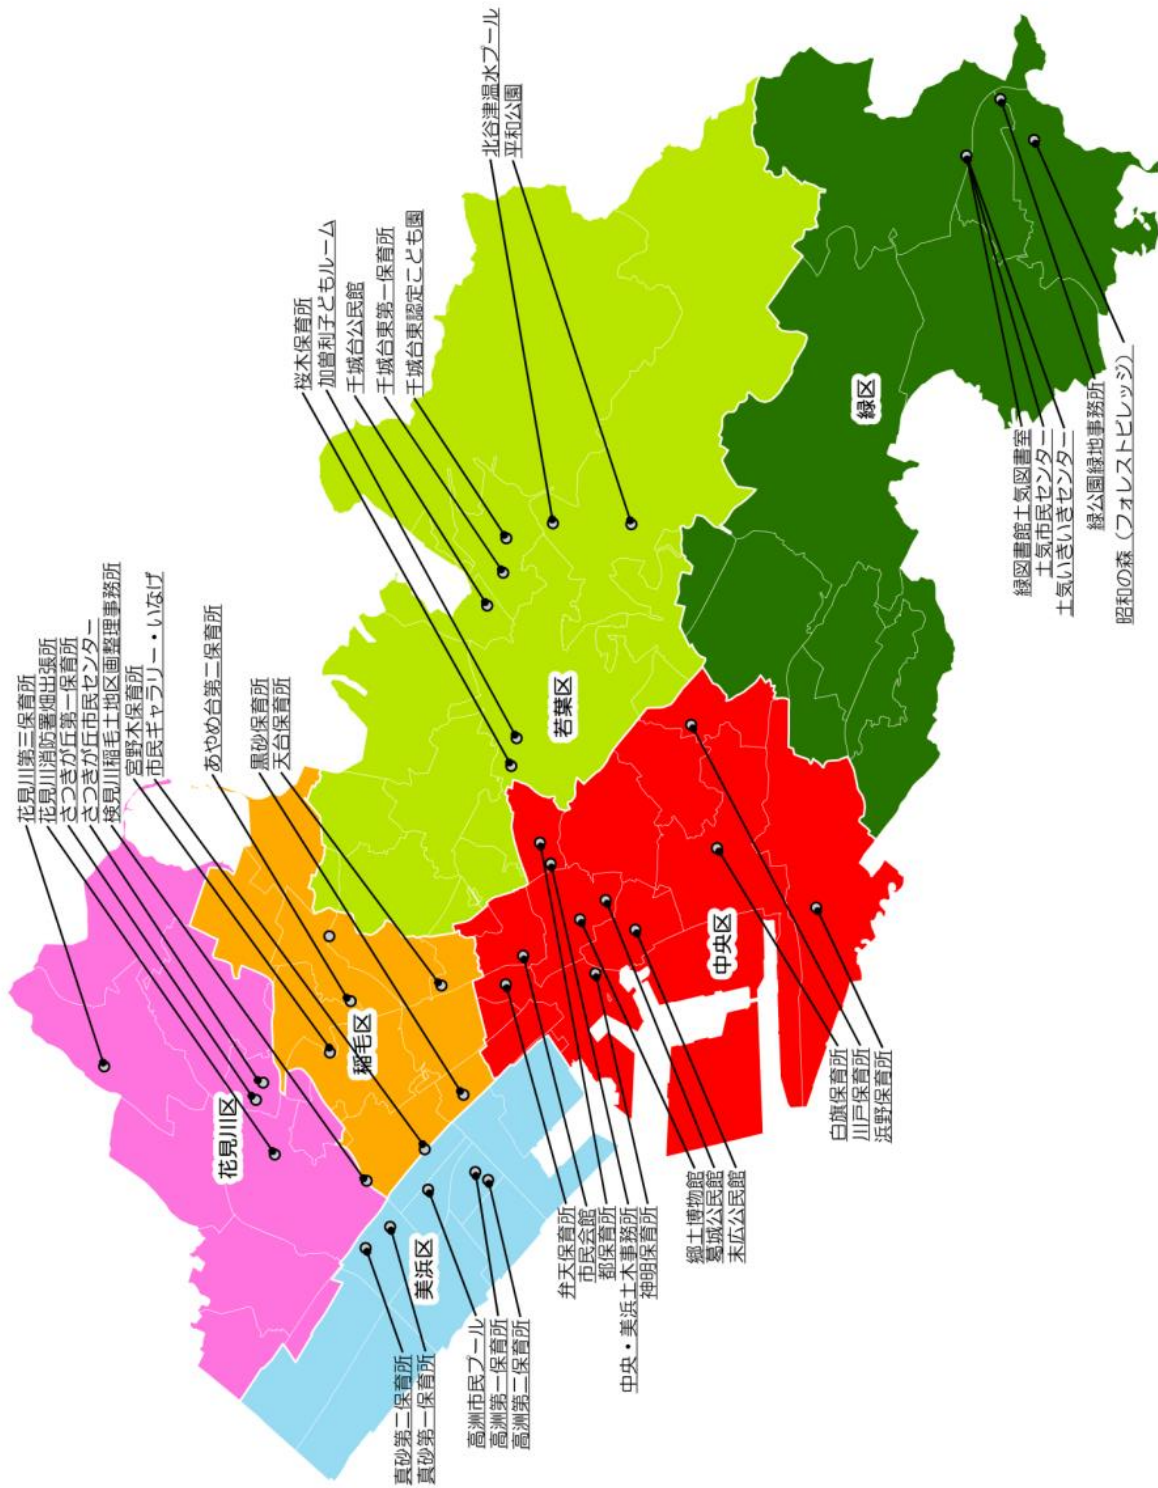 花見川第三保育所
花見川消防署畑出張所
さつきが丘第一保育所
さつきが丘市民センター
検見川稲毛土地区画整理事務所
宮野木保育所
市民ギャラリー・いなげ
あやめ台第二保育所
黒砂保育所
天台保育所
桜木保育所
加曽利子どもルーム
千城台公民館
千城台東第一保育所
千城台東認定こども園
北谷津温水プール
平和公園
花見川区
稲毛区
美浜区
若葉区
中央区
緑区
真砂第二保育所
真砂第一保育所
高洲市民プール
高洲第一保育所
高洲第二保育所
弁天保育所
市民会館
都保育所
中央・美浜土木事務所
神明保育所
郷土博物館
葛城公民館
末広公民館
白旗保育所
川戸保育所
浜野保育所
緑図書館土気図書室
土気市民センター
土気いきいきセンター
緑公園緑地事務所
昭和の森（フォレストビレッジ）